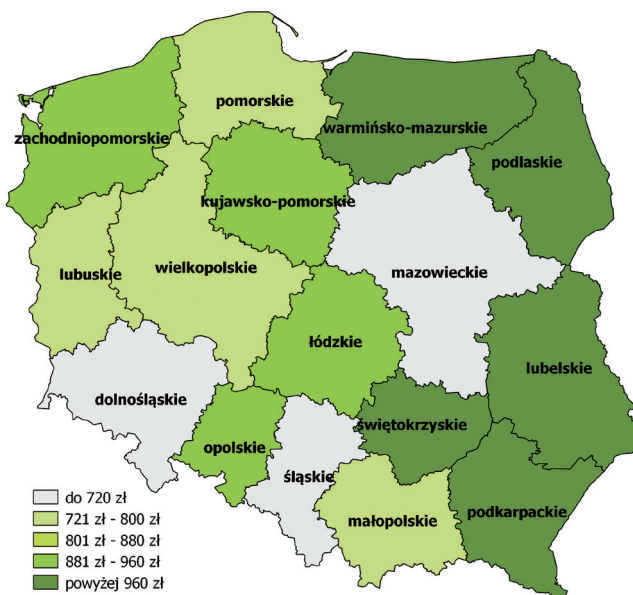 pomorskie
warmińsko-mazurskie
zachodniopomorskie
podlaskie
kujawsko-pomorskie
lubuskie
wielkopolskie
mazowieckie
łódzkie
lubelskie
dolnośląskie
świętokrzyskie
opolskie
śląskie
podkarpackie
małopolskie
do 720 zł
721 zł - 800 zł
801 zł - 880 zł
881 zł - 960 zł
powyżej 960 zł